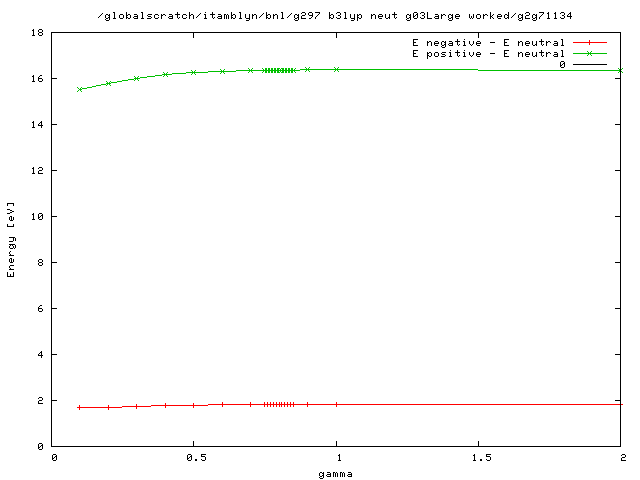 /globalscratch/itamblyn/bnl/g297 b3lyp neut g03Large worked/g2g71134
E negative - E neutral
E positive - E neutral
0
18
16
14
12
10
8
6
4
2
0
Energy [eV]
0 0.5 1 1.5 2
gamma